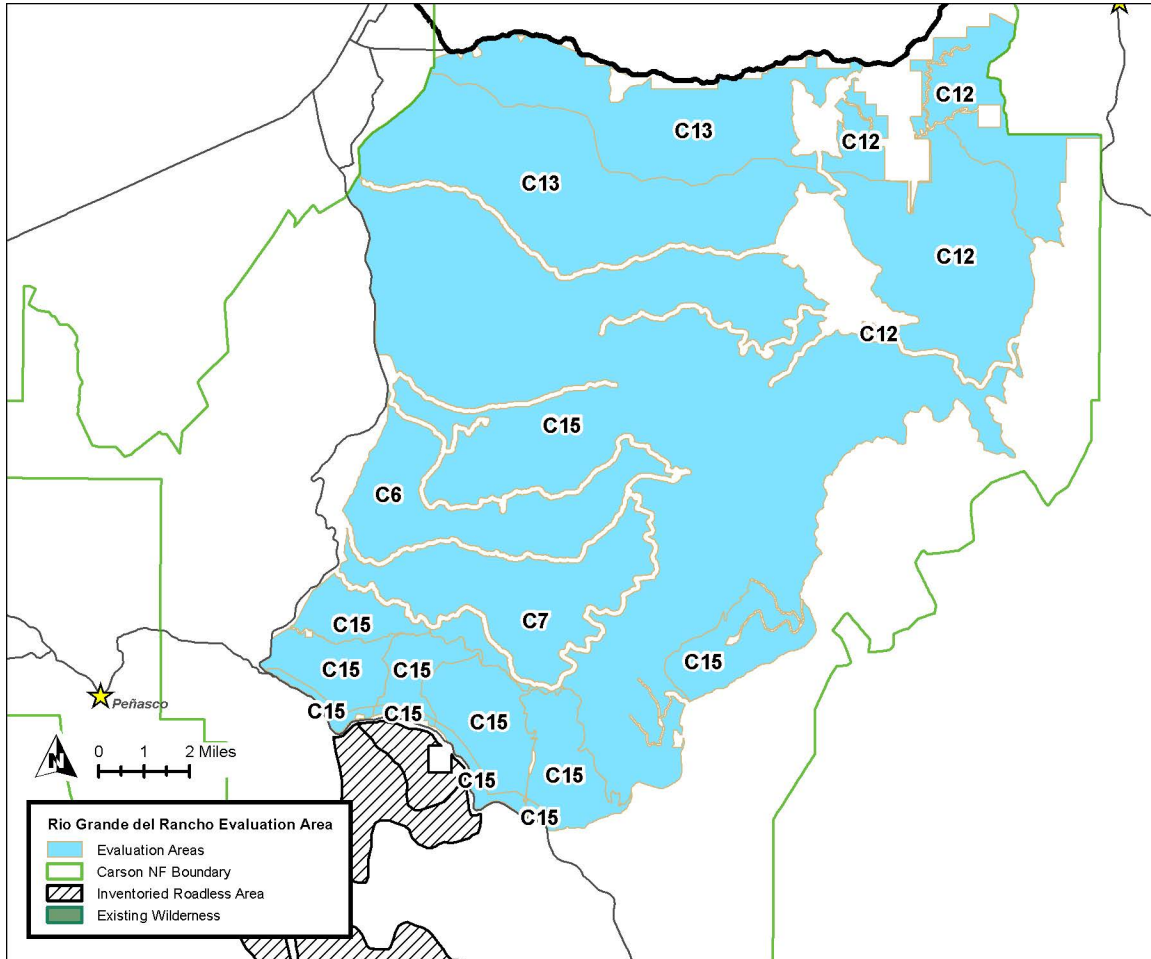 C12
C13
C12
C13
C12
C12
C15
C6
C7
C15
C15
C15
C15
C15
C15
C15
C15
C15
C15
C15
Peñasco
N
0 1 2 Miles
Rio Grande del Rancho Evaluation Area
Evaluation Areas
Carson NF Boundary
Inventoried Roadless Area
Existing Wilderness